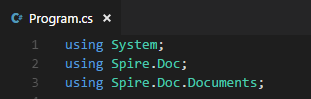 C# Program.cs ×
1 using System;
2 using Spire.Doc;
3 using Spire.Doc.Documents;